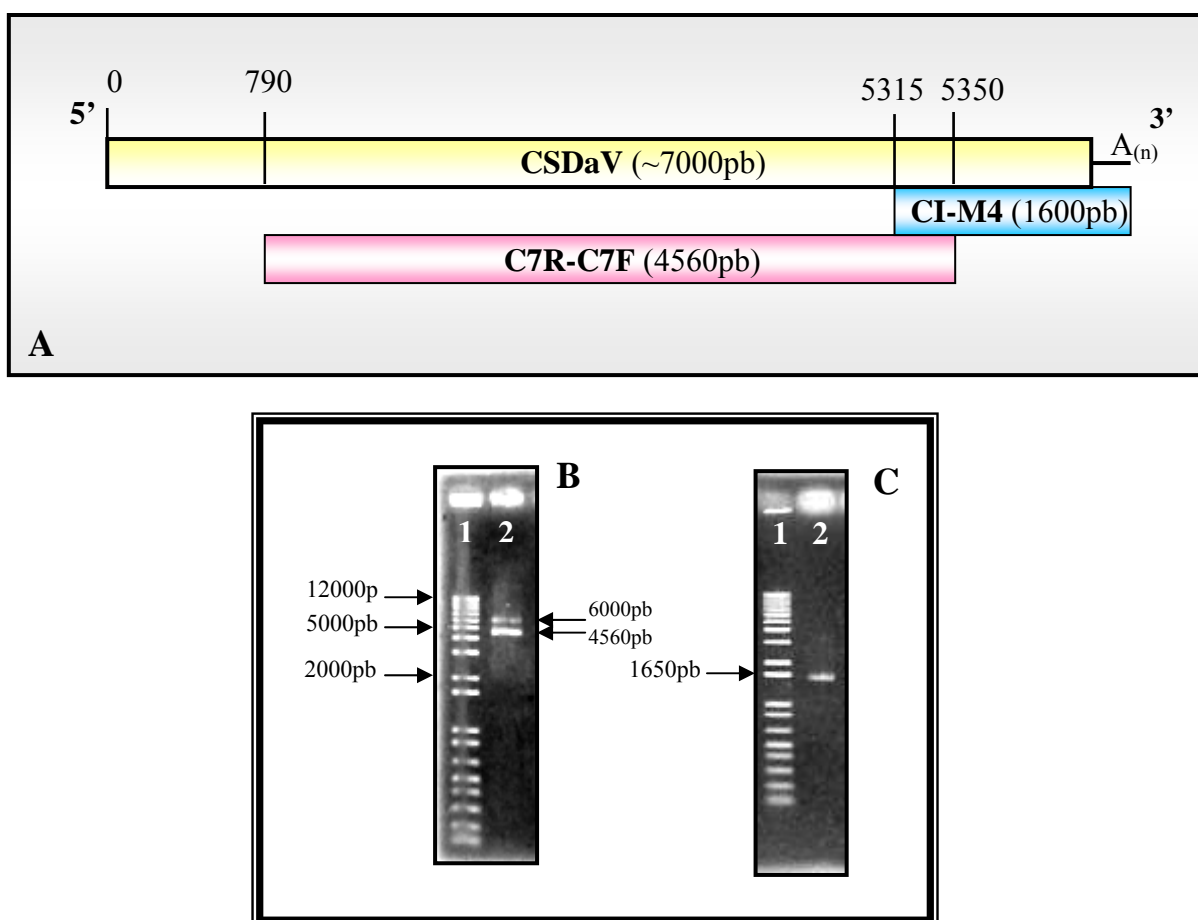 0 790 5315 5350
5’ 3’
A(n)
CSDaV (~7000pb)
CI-M4 (1600pb)
C7R-C7F (4560pb)
A
B C
1 2 1 2
12000p 6000pb
5000pb 4560pb
2000pb 1650pb